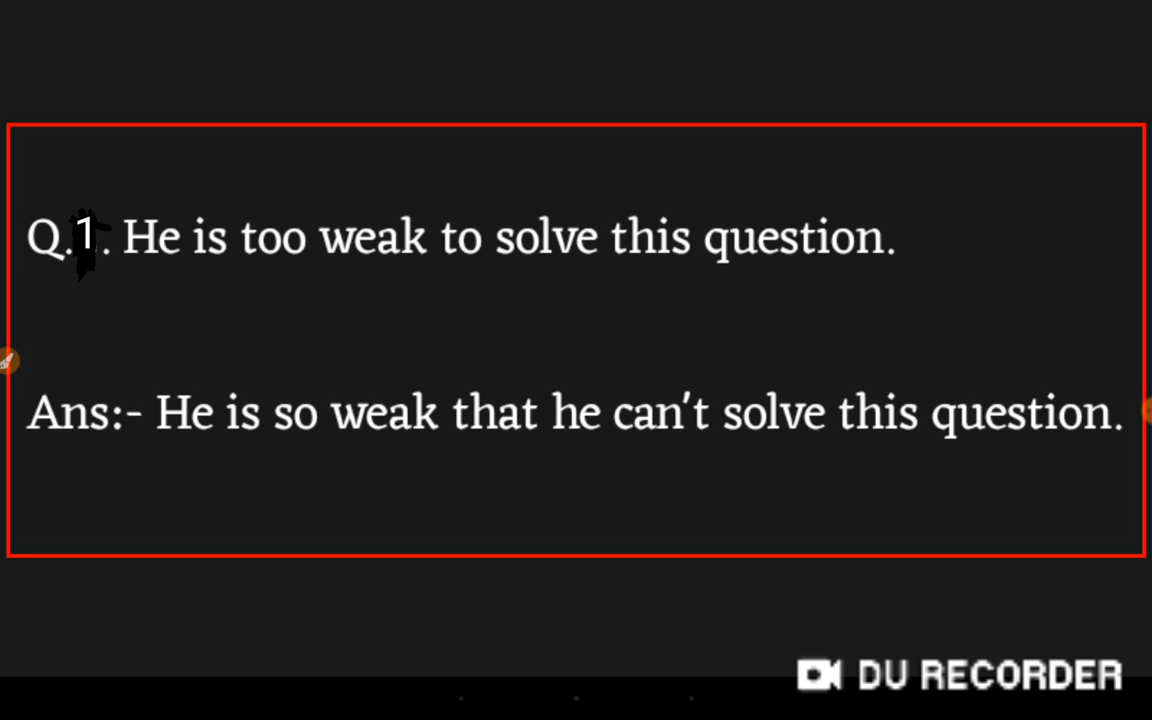 Q.1. He is too weak to solve this question.
Ans:- He is so weak that he can't solve this question.
DU RECORDER